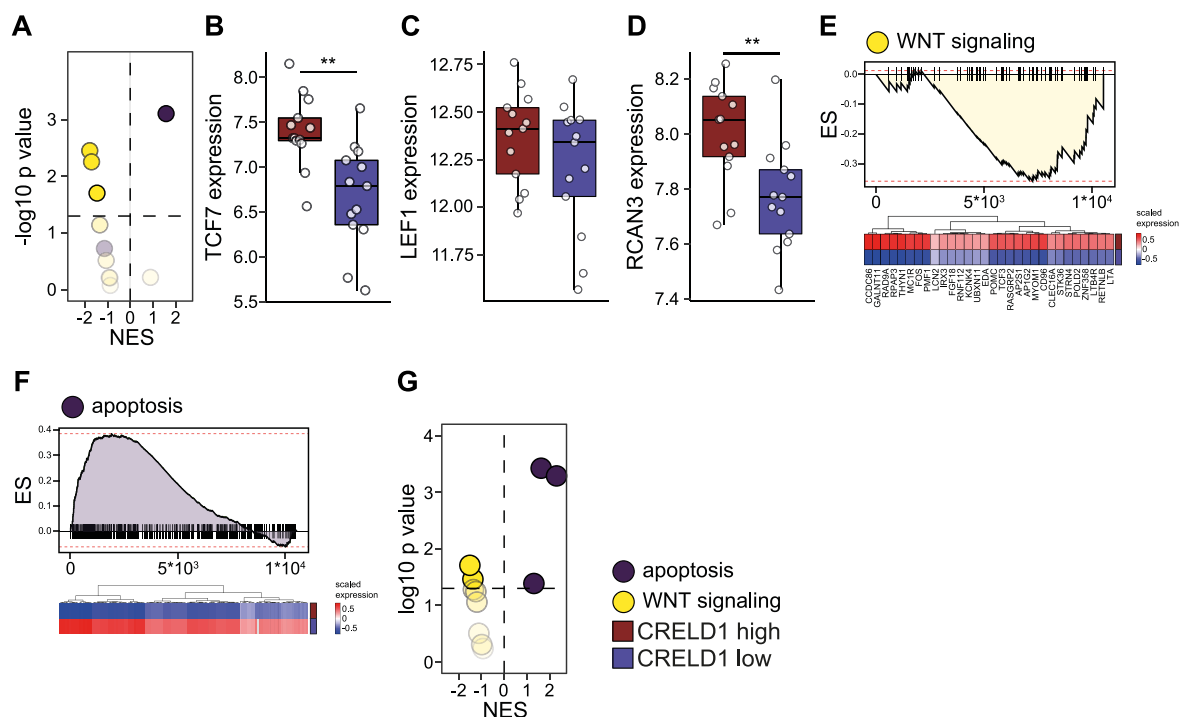 A
-log10 p value
4
3
2
1
0
-2 -1 0 1 2
NES
B
TCF7 expression
**
8.0
7.5
7.0
6.5
6.0
5.5
C
LEF1 expression
12.75
12.50
12.25
12.00
11.75
D
RCAN3 expression
**
8.2
8.0
7.8
7.6
7.4
E
WNT signaling
ES
0.0
-0.1
-0.2
-0.3
0 5*10³ 1*10⁴
scaled
expression
0.5
-0.5
CCDC86
GALNT11
RAD9A
RPAP3
THYN1
MC1R
FOS
PMF1
LCN2
IRX3
FGF18
RNF12
KCNK4
UBXN11
EDA
POMC
TCF3
RASGRP2
AP2S1
AP1G2
MYOM1
CD96
CLEC16A
STK36
STRN4
POLD2
ZNF358
LTB4R
RETNLB
LTA
F
apoptosis
ES
0.4
0.3
0.2
0.1
0.0
0 5*10³ 1*10⁴
scaled
expression
0.5
-0.5
G
log10 p value
4
3
2
1
0
-2 -1 0 1 2
NES
apoptosis
WNT signaling
CRELD1 high
CRELD1 low